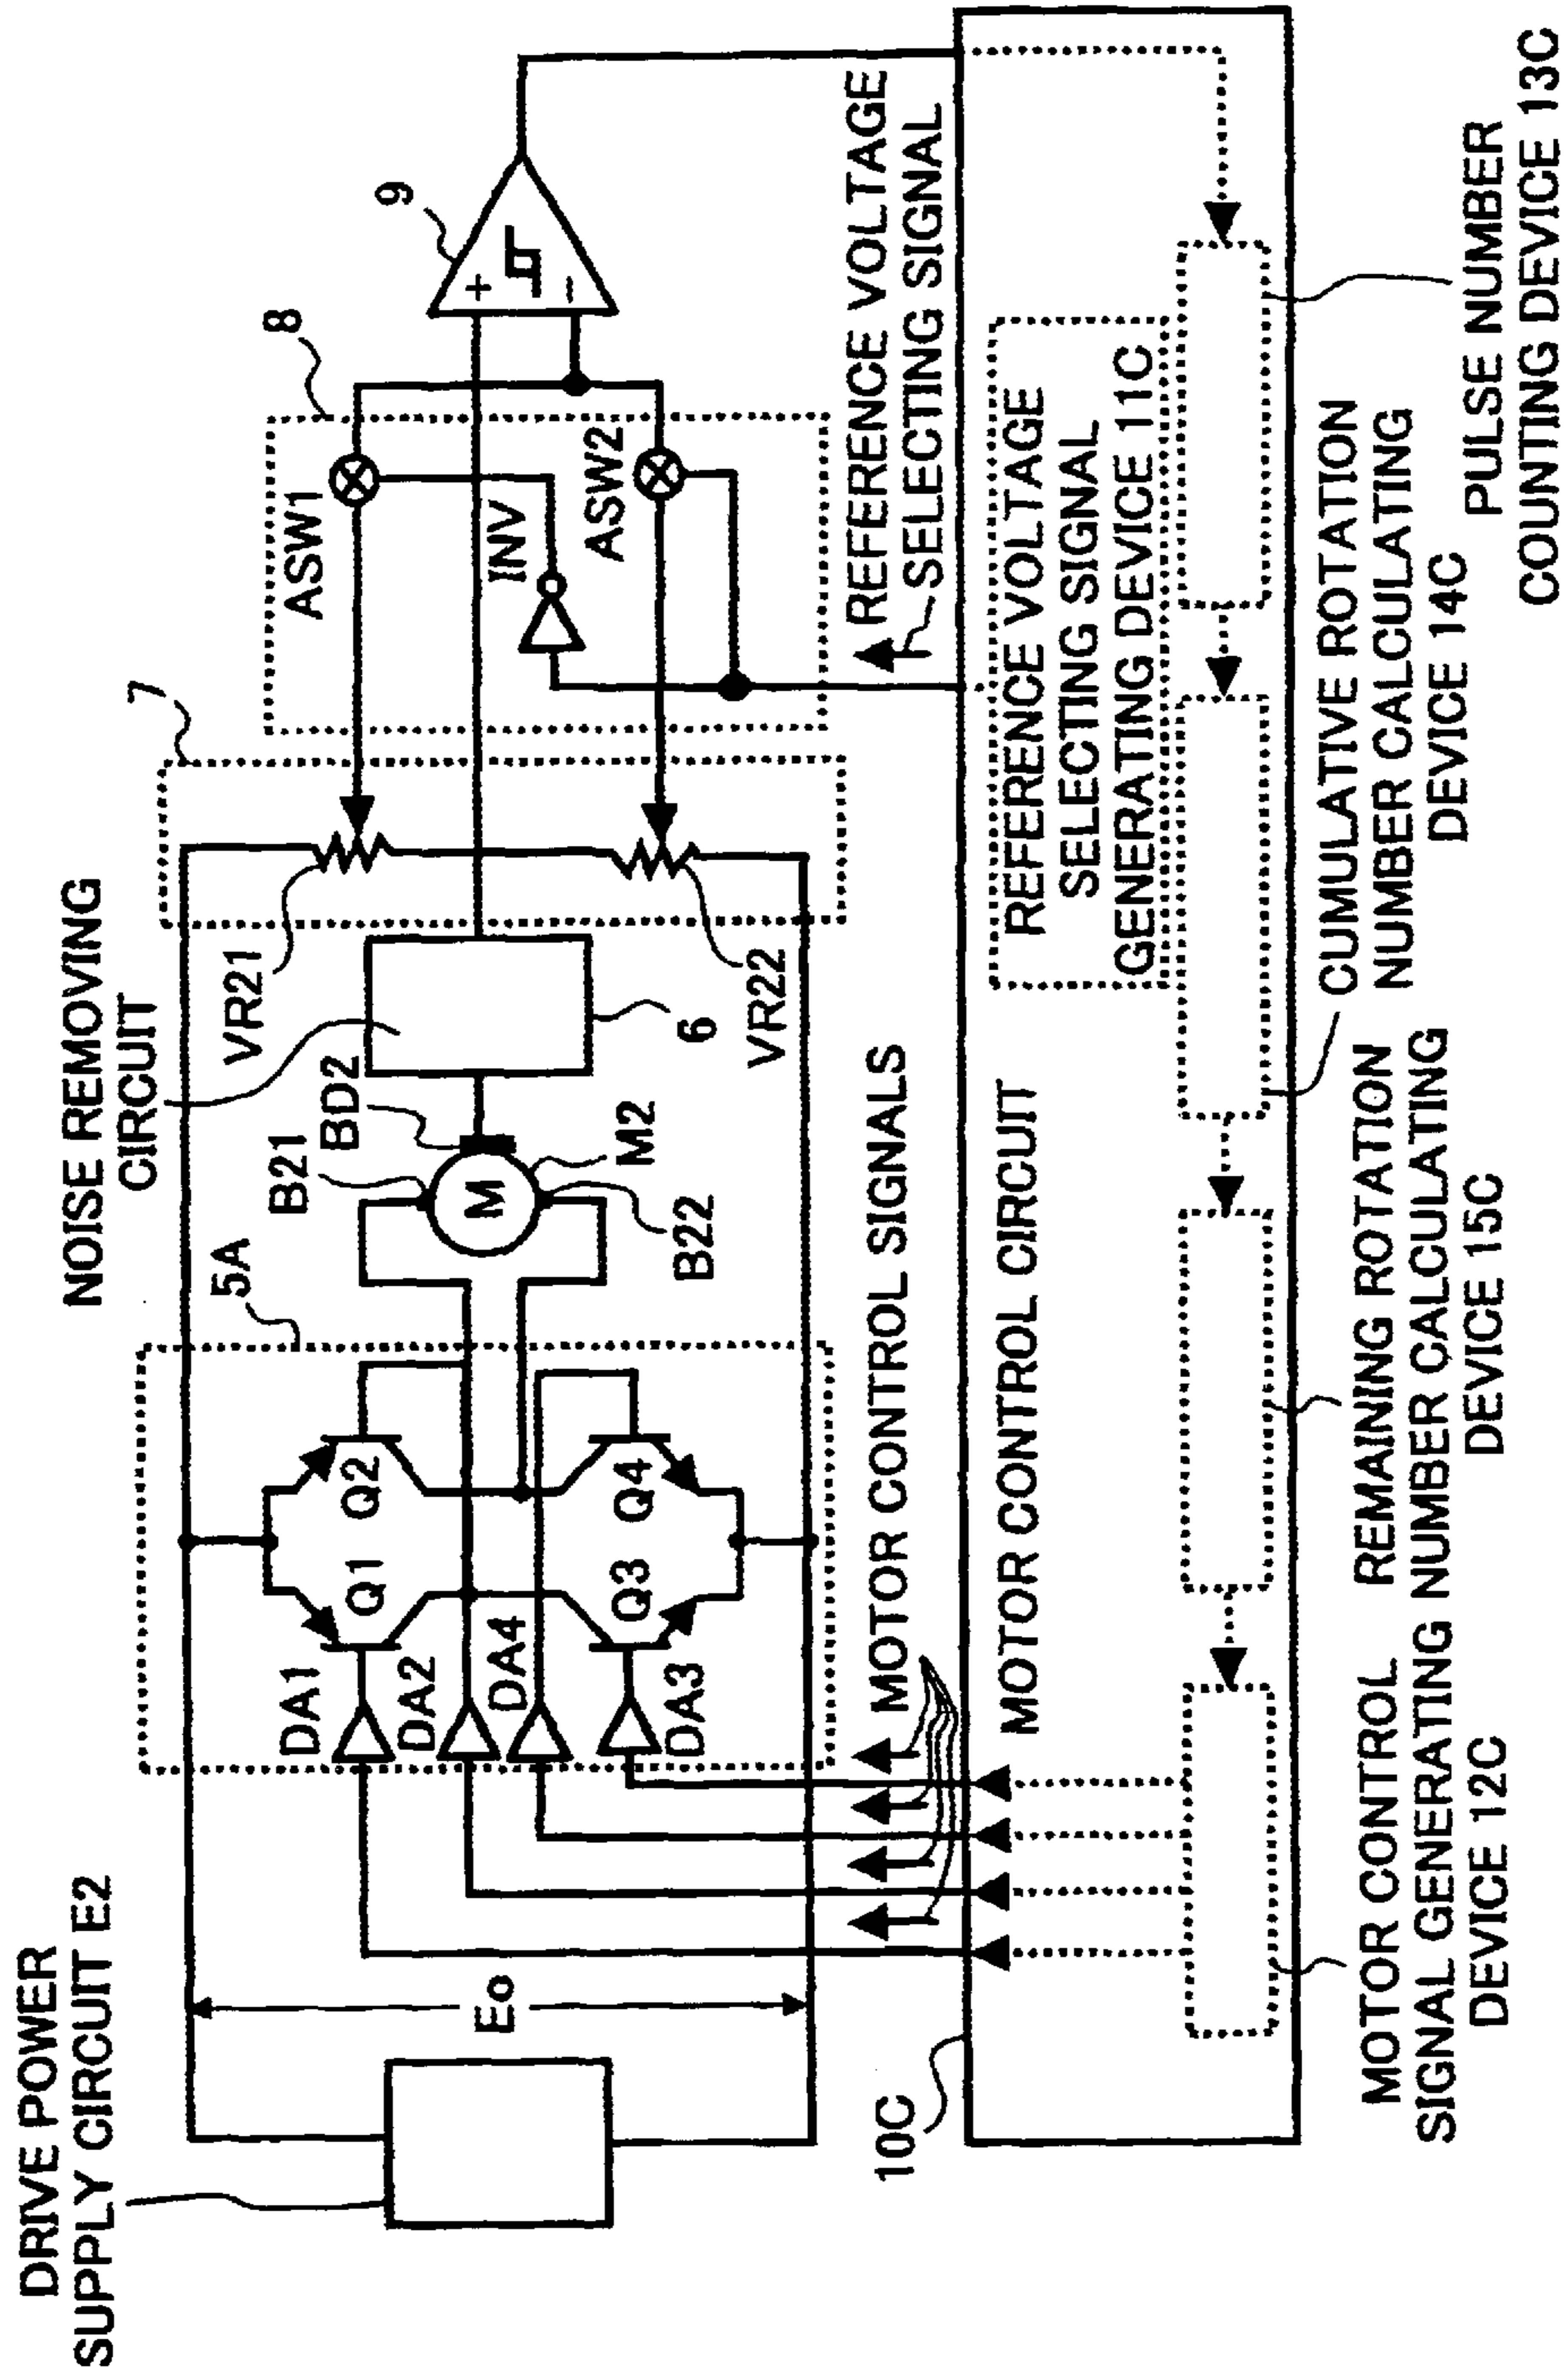 DRIVE POWER
SUPPLY CIRCUIT E2
Eo
5A
DA1
DA2
DA4
DA3
Q1
Q2
Q3
Q4
NOISE REMOVING
CIRCUIT
B21
BD2
M
M2
B22
6
VR21
VR22
7
8
ASW1
INV
ASW2
9
+
−
REFERENCE VOLTAGE
SELECTING SIGNAL
MOTOR CONTROL SIGNALS
10C
MOTOR CONTROL CIRCUIT
REFERENCE VOLTAGE
SELECTING SIGNAL
GENERATING DEVICE 11C
MOTOR CONTROL
SIGNAL GENERATING
DEVICE 12C
REMAINING ROTATION
NUMBER CALCULATING
DEVICE 15C
CUMULATIVE ROTATION
NUMBER CALCULATING
DEVICE 14C
PULSE NUMBER
COUNTING DEVICE 13C